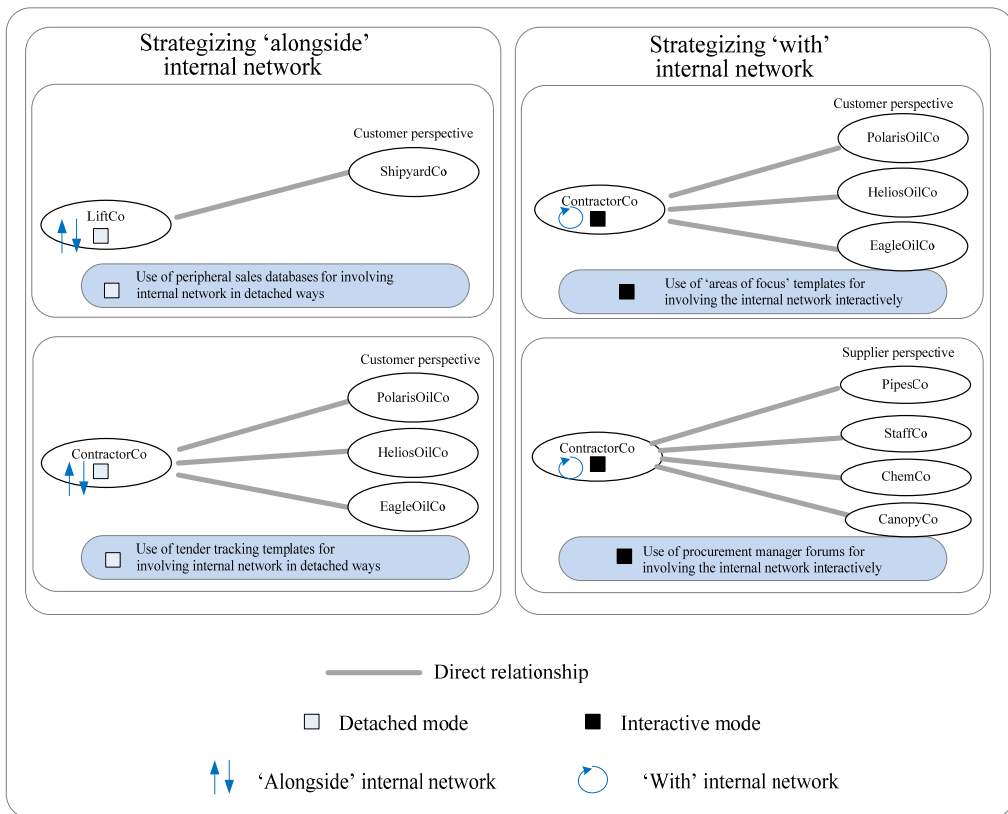 Strategizing ‘alongside’
internal network
Customer perspective
ShipyardCo
LiftCo
Use of peripheral sales databases for involving
internal network in detached ways
Customer perspective
PolarisOilCo
ContractorCo
HeliosOilCo
EagleOilCo
Use of tender tracking templates for
involving internal network in detached ways
Strategizing ‘with’
internal network
Customer perspective
PolarisOilCo
HeliosOilCo
ContractorCo
EagleOilCo
Use of ‘areas of focus’ templates for
involving the internal network interactively
Supplier perspective
PipesCo
StaffCo
ContractorCo
ChemCo
CanopyCo
Use of procurement manager forums for
involving the internal network interactively
Direct relationship
Detached mode
Interactive mode
‘Alongside’ internal network
‘With’ internal network